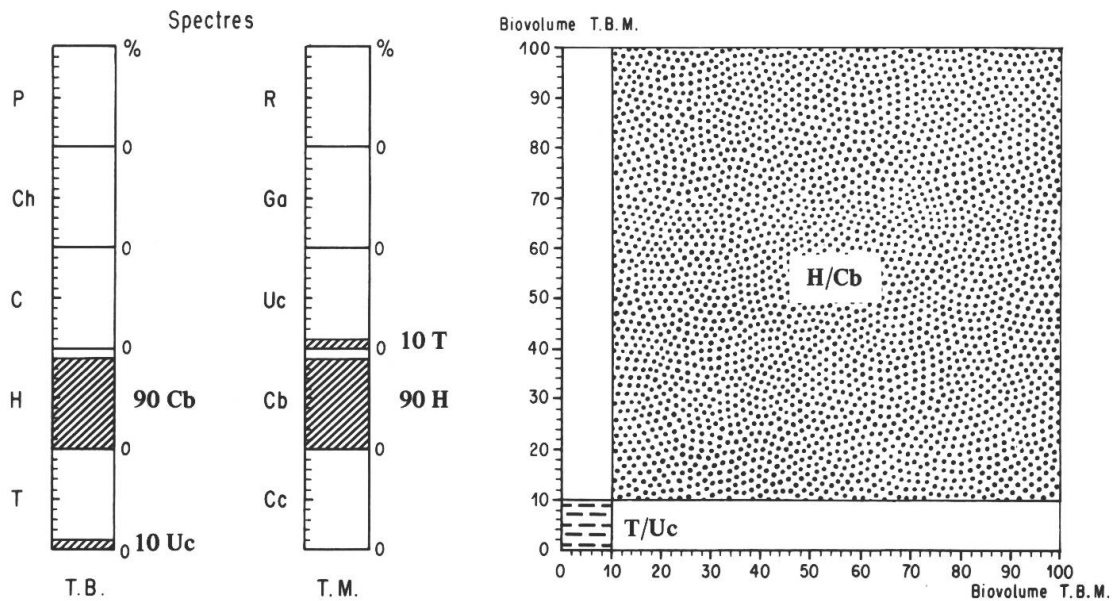 Spectres
%
P
0
Ch
0
C
0
H
90 Cb
0
T
10 Uc
0
T.B.
%
R
0
Ga
0
Uc
10 T
0
Cb
90 H
0
Cc
0
T.M.
Biovolume T.B.M.
100
90
80
70
60
50
40
30
20
10
0
H/Cb
T/Uc
0 10 20 30 40 50 60 70 80 90 100
Biovolume T.B.M.